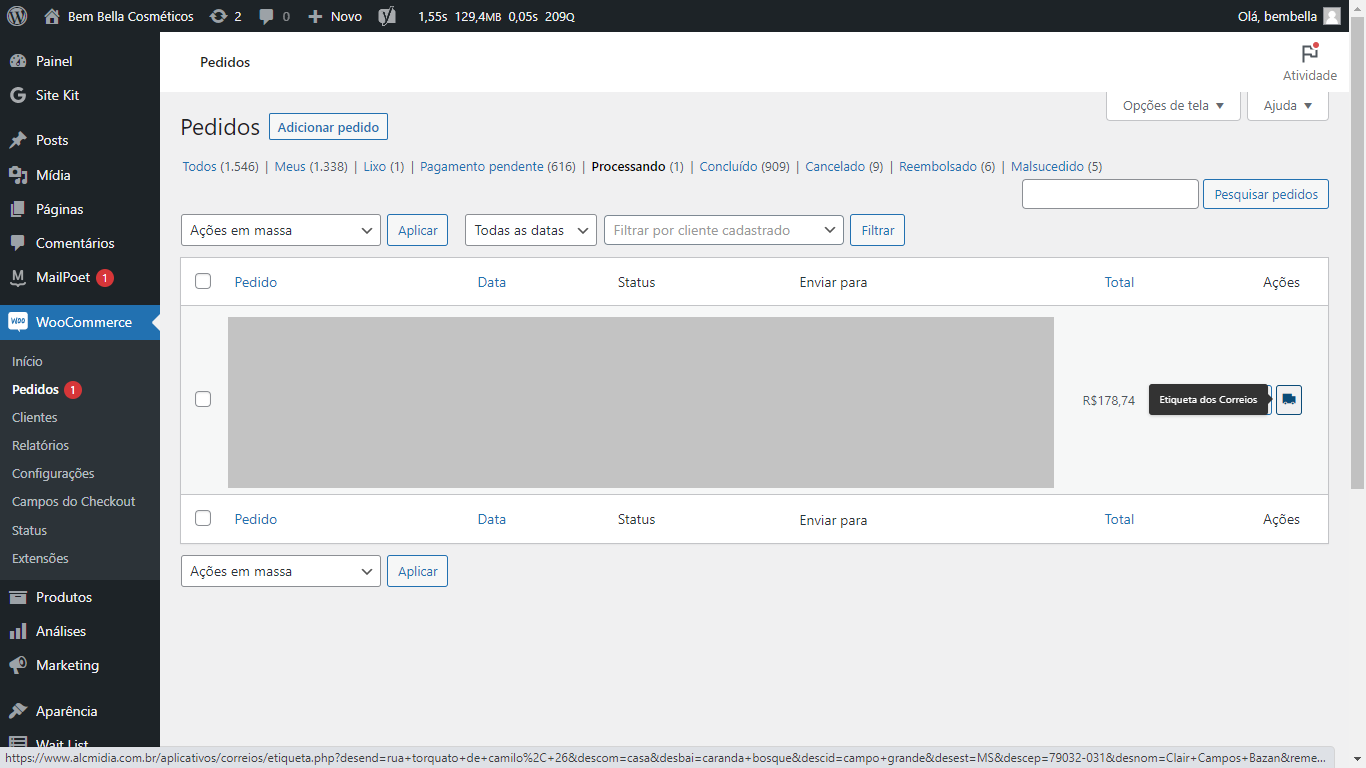 Bem Bella Cosméticos 2 0 Novo 1,55s 129,4MB 0,05s 209Q Olá, bembella
Painel
Site Kit
Posts
Mídia
Páginas
Comentários
MailPoet 1
WooCommerce
Início
Pedidos 1
Clientes
Relatórios
Configurações
Campos do Checkout
Status
Extensões
Produtos
Análises
Marketing
Aparência
Wait List
Pedidos
Atividade
Opções de tela
Ajuda
Pedidos Adicionar pedido
Todos (1.546) | Meus (1.338) | Lixo (1) | Pagamento pendente (616) | Processando (1) | Concluído (909) | Cancelado (9) | Reembolsado (6) | Malsucedido (5)
Pesquisar pedidos
Ações em massa Aplicar Todas as datas Filtrar por cliente cadastrado Filtrar
Pedido Data Status Enviar para Total Ações
R$178,74 Etiqueta dos Correios
Pedido Data Status Enviar para Total Ações
Ações em massa Aplicar
https://www.alcmidia.com.br/aplicativos/correios/etiqueta.php?desend=rua+torquato+de+camilo%2C+26&descom=casa&desbai=caranda+bosque&descid=campo+grande&desest=MS&descep=79032-031&desnom=Clair+Campos+Bazan&reme...